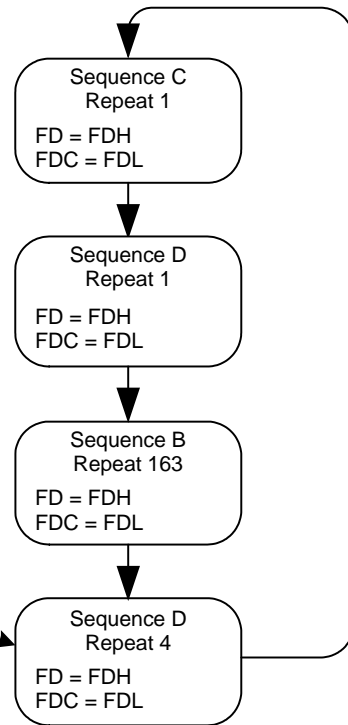 Sequence C
Repeat 1
FD = FDH
FDC = FDL
Sequence D
Repeat 1
FD = FDH
FDC = FDL
Sequence B
Repeat 163
FD = FDH
FDC = FDL
Sequence D
Repeat 4
FD = FDH
FDC = FDL